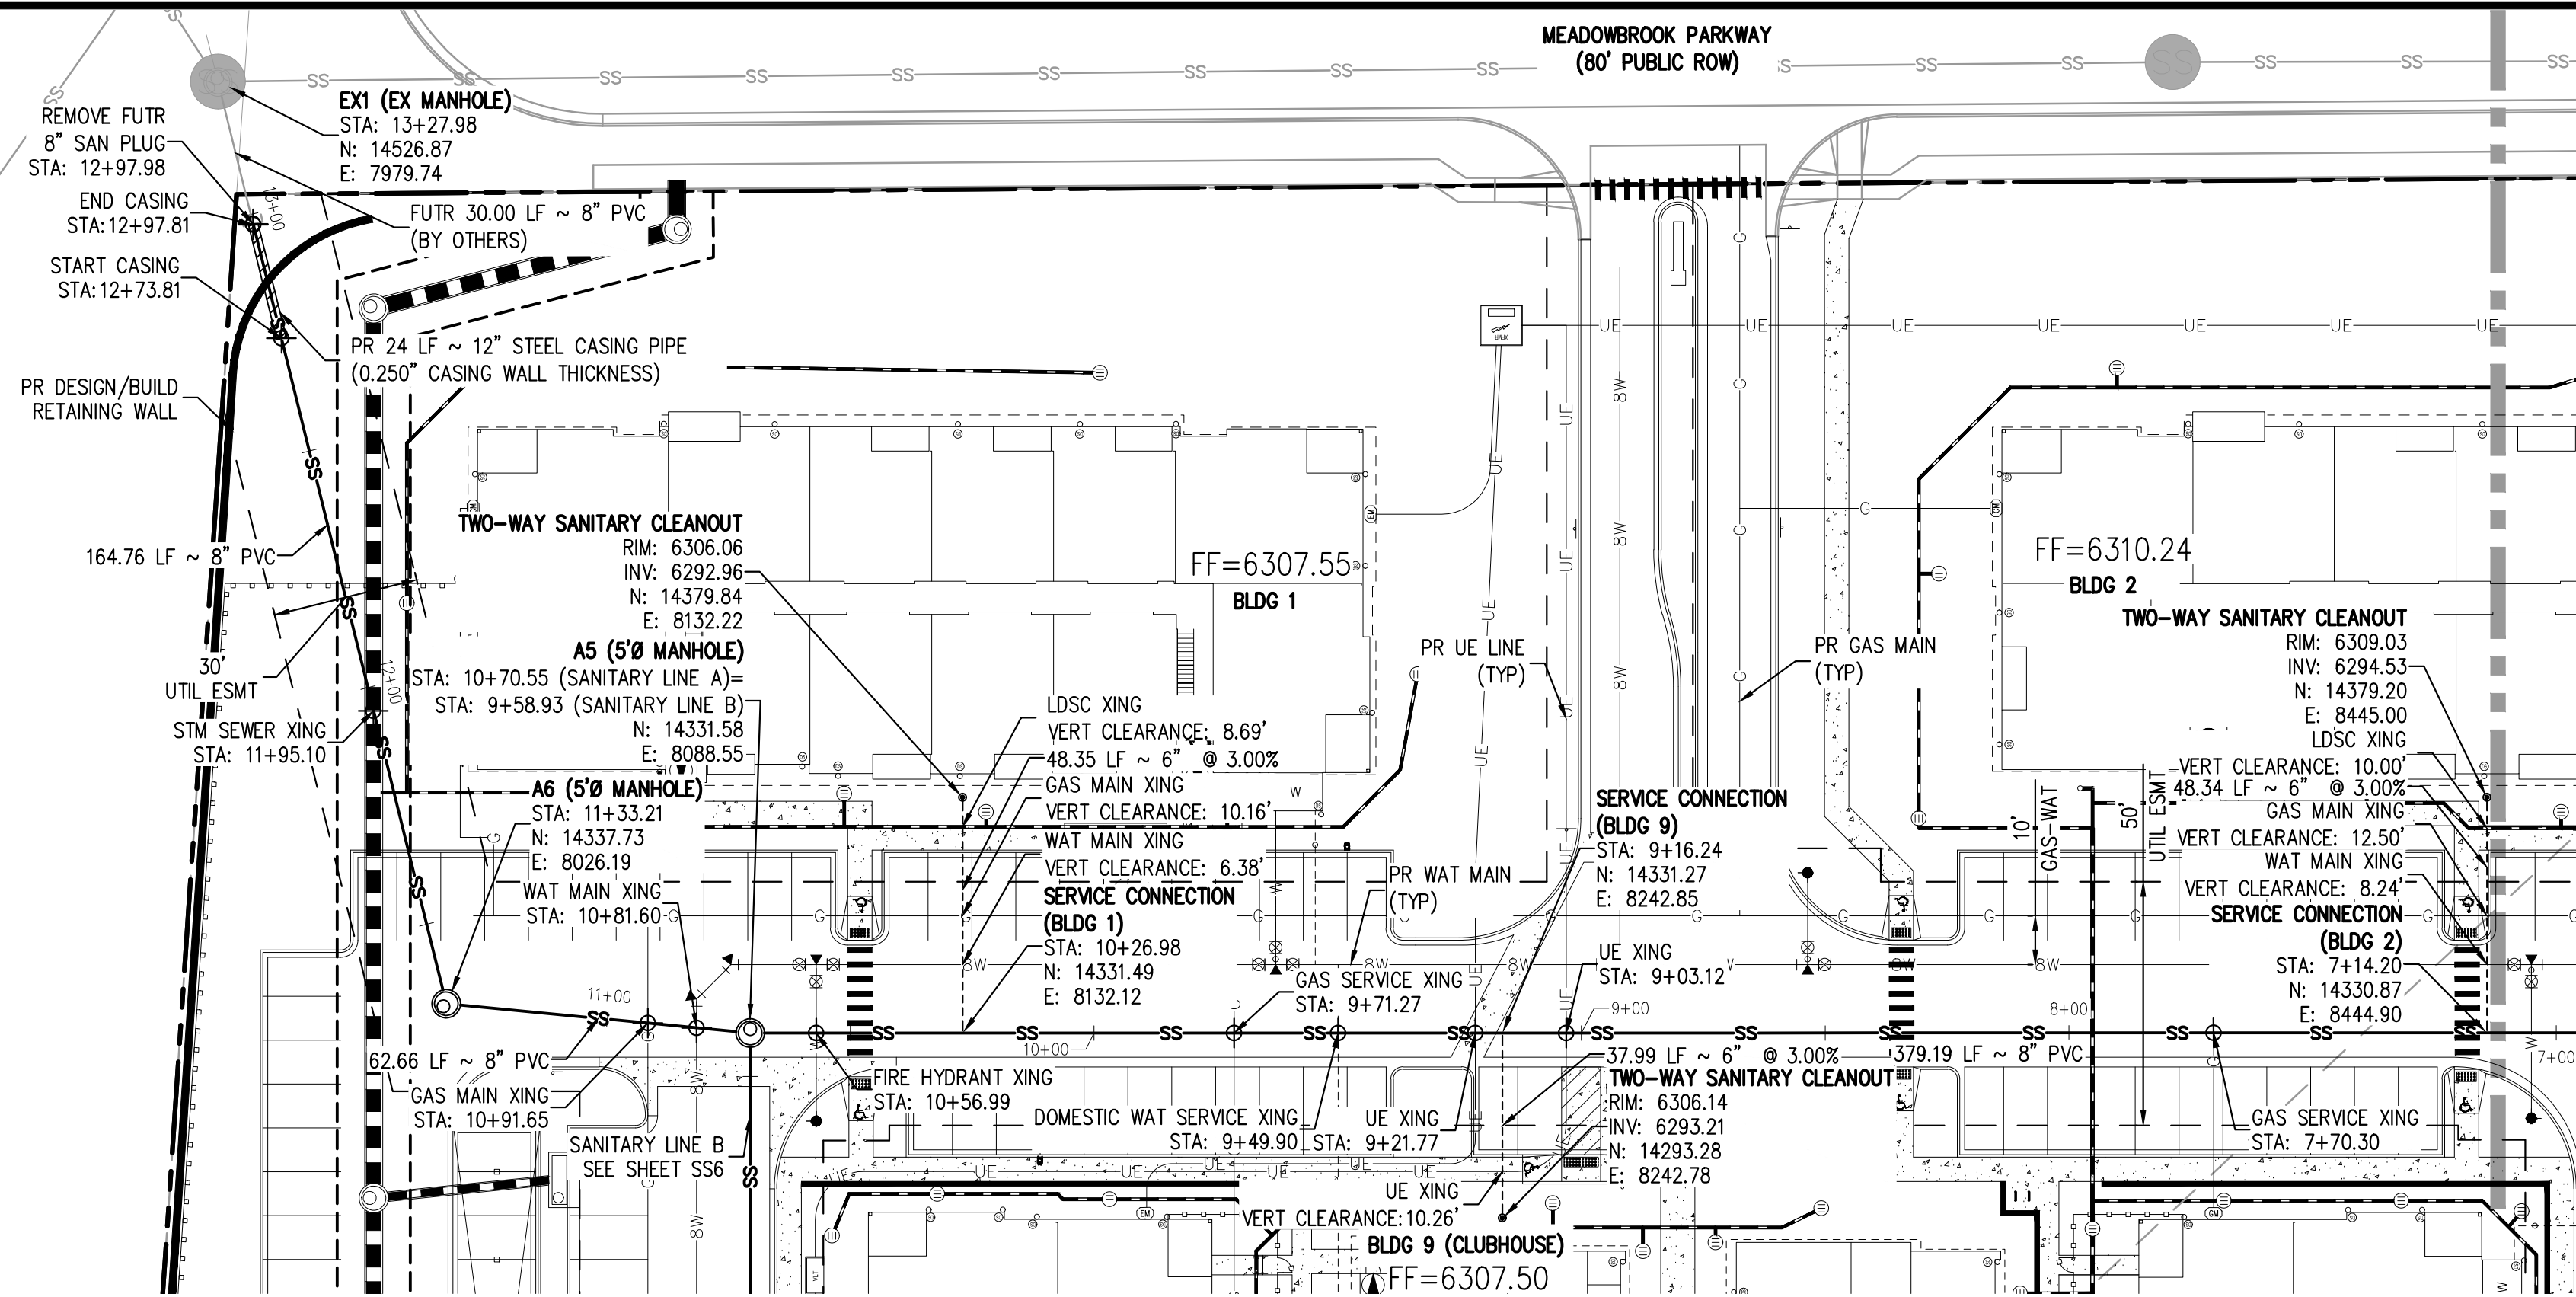 MEADOWBROOK PARKWAY
(80' PUBLIC ROW)
EX1 (EX MANHOLE)
STA: 13+27.98
N: 14526.87
E: 7979.74
REMOVE FUTR
8" SAN PLUG
STA: 12+97.98
END CASING
STA:12+97.81
START CASING
STA:12+73.81
13+00
FUTR 30.00 LF ~ 8" PVC
(BY OTHERS)
PR 24 LF ~ 12" STEEL CASING PIPE
(0.250" CASING WALL THICKNESS)
PR DESIGN/BUILD
RETAINING WALL
164.76 LF ~ 8" PVC
30'
UTIL ESMT
STM SEWER XING
STA: 11+95.10
12+00
TWO-WAY SANITARY CLEANOUT
RIM: 6306.06
INV: 6292.96
N: 14379.84
E: 8132.22
A5 (5'Ø MANHOLE)
STA: 10+70.55 (SANITARY LINE A)=
STA: 9+58.93 (SANITARY LINE B)
N: 14331.58
E: 8088.55
A6 (5'Ø MANHOLE)
STA: 11+33.21
N: 14337.73
E: 8026.19
WAT MAIN XING
STA: 10+81.60
FF=6307.55
BLDG 1
LDSC XING
VERT CLEARANCE: 8.69'
48.35 LF ~ 6" @ 3.00%
GAS MAIN XING
VERT CLEARANCE: 10.16'
WAT MAIN XING
VERT CLEARANCE: 6.38'
SERVICE CONNECTION
(BLDG 1)
STA: 10+26.98
N: 14331.49
E: 8132.12
PR UE LINE
(TYP)
PR GAS MAIN
(TYP)
PR WAT MAIN
(TYP)
GAS SERVICE XING
STA: 9+71.27
SERVICE CONNECTION
(BLDG 9)
STA: 9+16.24
N: 14331.27
E: 8242.85
UE XING
STA: 9+03.12
FF=6310.24
BLDG 2
TWO-WAY SANITARY CLEANOUT
RIM: 6309.03
INV: 6294.53
N: 14379.20
E: 8445.00
LDSC XING
VERT CLEARANCE: 10.00'
48.34 LF ~ 6" @ 3.00%
GAS MAIN XING
VERT CLEARANCE: 12.50'
WAT MAIN XING
VERT CLEARANCE: 8.24'
SERVICE CONNECTION
(BLDG 2)
STA: 7+14.20
N: 14330.87
E: 8444.90
10'
GAS-WAT
50'
UTIL ESMT
11+00
10+00
9+00
8+00
7+00
62.66 LF ~ 8" PVC
GAS MAIN XING
STA: 10+91.65
SANITARY LINE B
SEE SHEET SS6
FIRE HYDRANT XING
STA: 10+56.99
DOMESTIC WAT SERVICE XING
STA: 9+49.90
UE XING
STA: 9+21.77
37.99 LF ~ 6" @ 3.00%
379.19 LF ~ 8" PVC
TWO-WAY SANITARY CLEANOUT
RIM: 6306.14
INV: 6293.21
N: 14293.28
E: 8242.78
UE XING
VERT CLEARANCE:10.26'
BLDG 9 (CLUBHOUSE)
FF=6307.50
GAS SERVICE XING
STA: 7+70.30